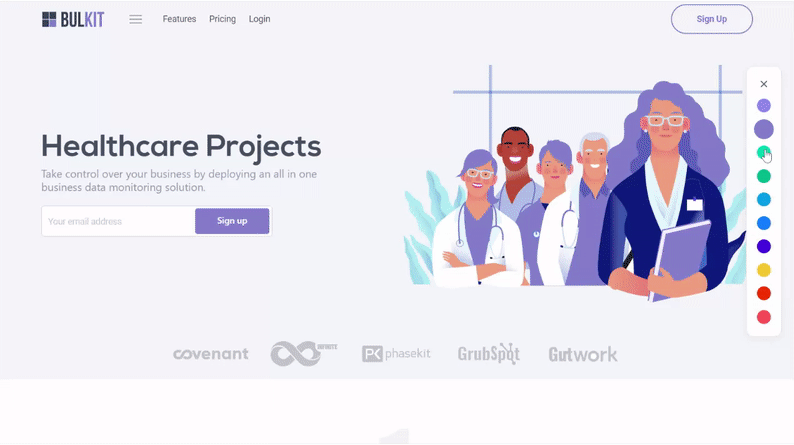 BULKIT
Features Pricing Login
Sign Up
Healthcare Projects
Take control over your business by deploying an all in one
business data monitoring solution.
Your email address
Sign up
covenant
INFINITE
PK phasekit
GrubSpot
Gutwork